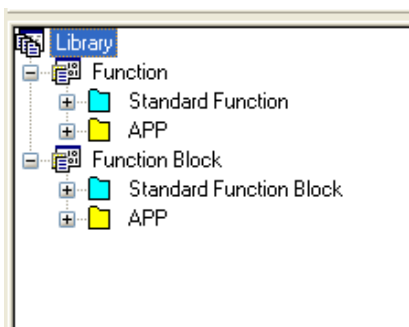 Library
Function
Standard Function
APP
Function Block
Standard Function Block
APP